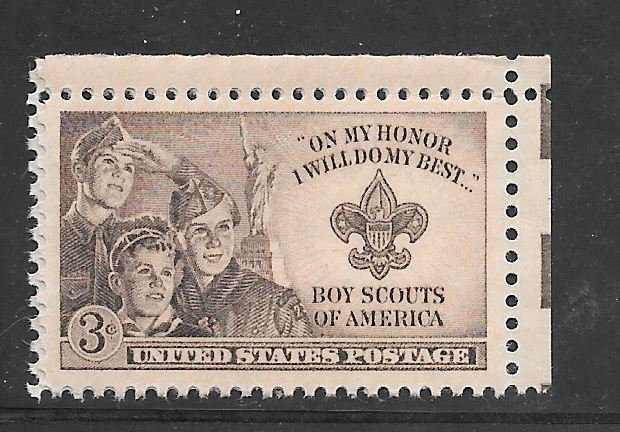 "ON MY HONOR
I WILL DO MY BEST..."
BOY SCOUTS
OF AMERICA
3¢
UNITED STATES POSTAGE